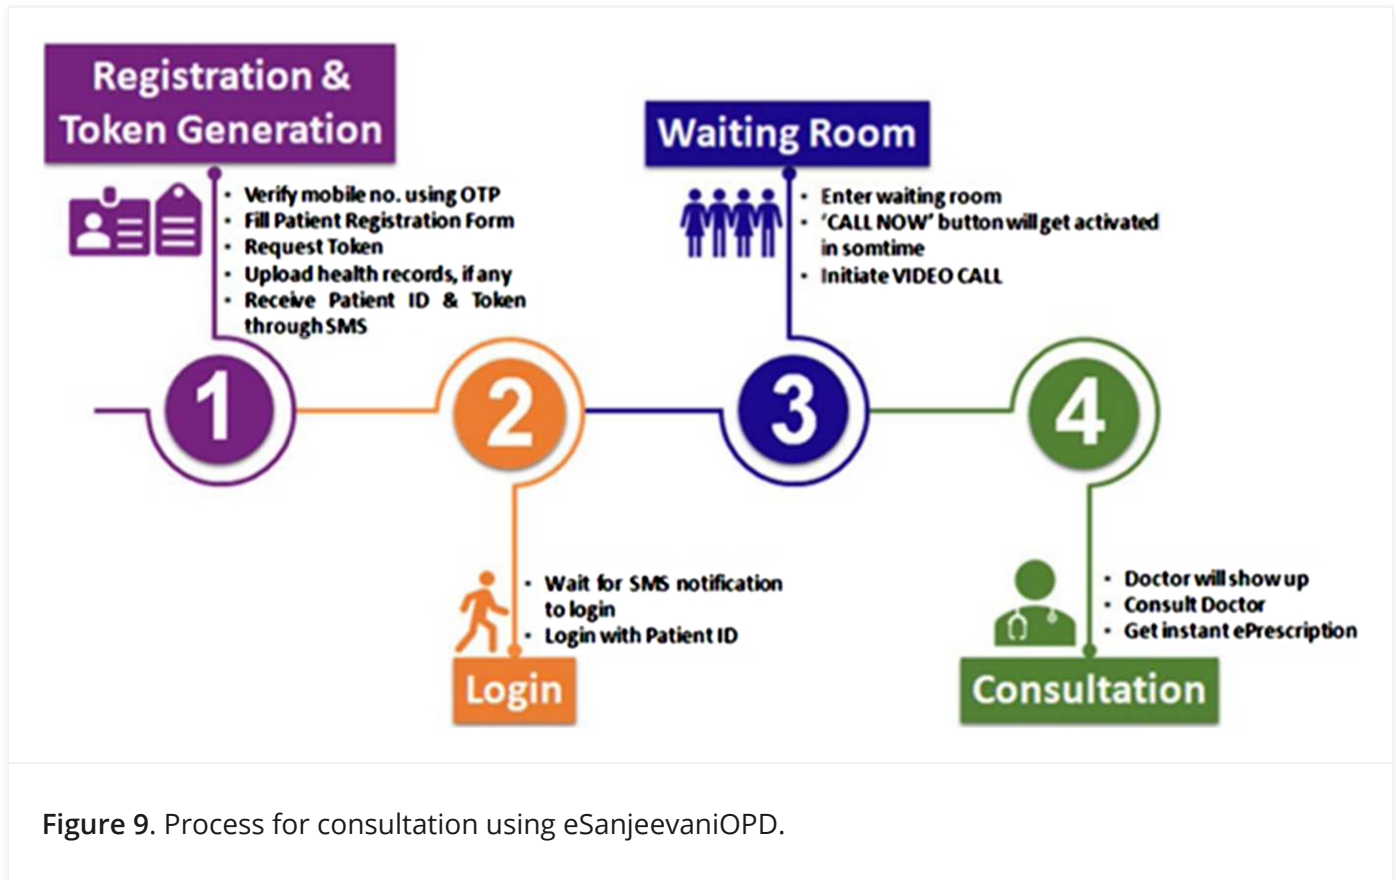 Registration &
Token Generation
• Verify mobile no. using OTP
• Fill Patient Registration Form
• Request Token
• Upload health records, if any
• Receive Patient ID & Token
through SMS
1
2
• Wait for SMS notification
to login
• Login with Patient ID
Login
Waiting Room
• Enter waiting room
• ‘CALL NOW’ button will get activated
in somtime
• Initiate VIDEO CALL
3
4
• Doctor will show up
• Consult Doctor
• Get instant ePrescription
Consultation
Figure 9. Process for consultation using eSanjeevaniOPD.